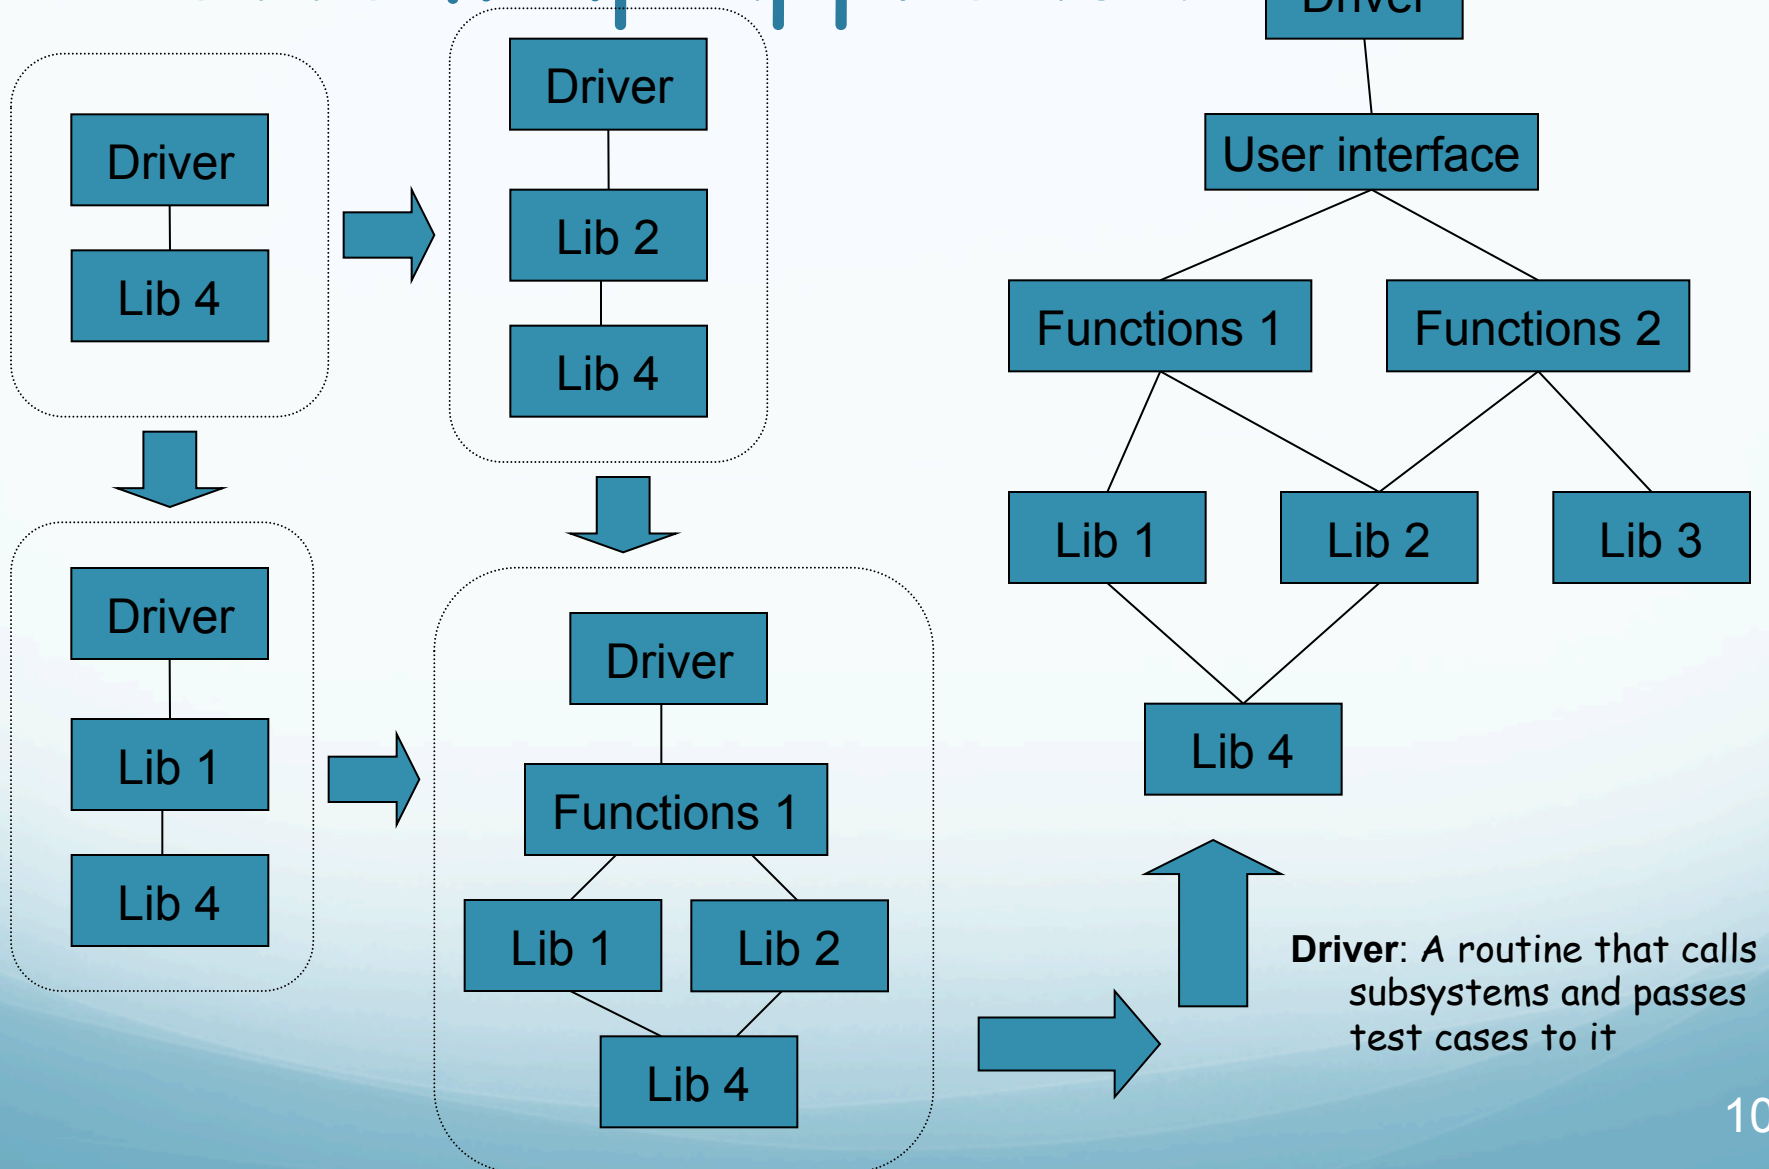 Driver
Lib 4
Driver
Lib 2
Lib 4
Driver
Lib 1
Lib 4
Driver
Functions 1
Lib 1
Lib 2
Lib 4
Driver
User interface
Functions 1
Functions 2
Lib 1
Lib 2
Lib 3
Lib 4
Driver: A routine that calls
subsystems and passes
test cases to it
10